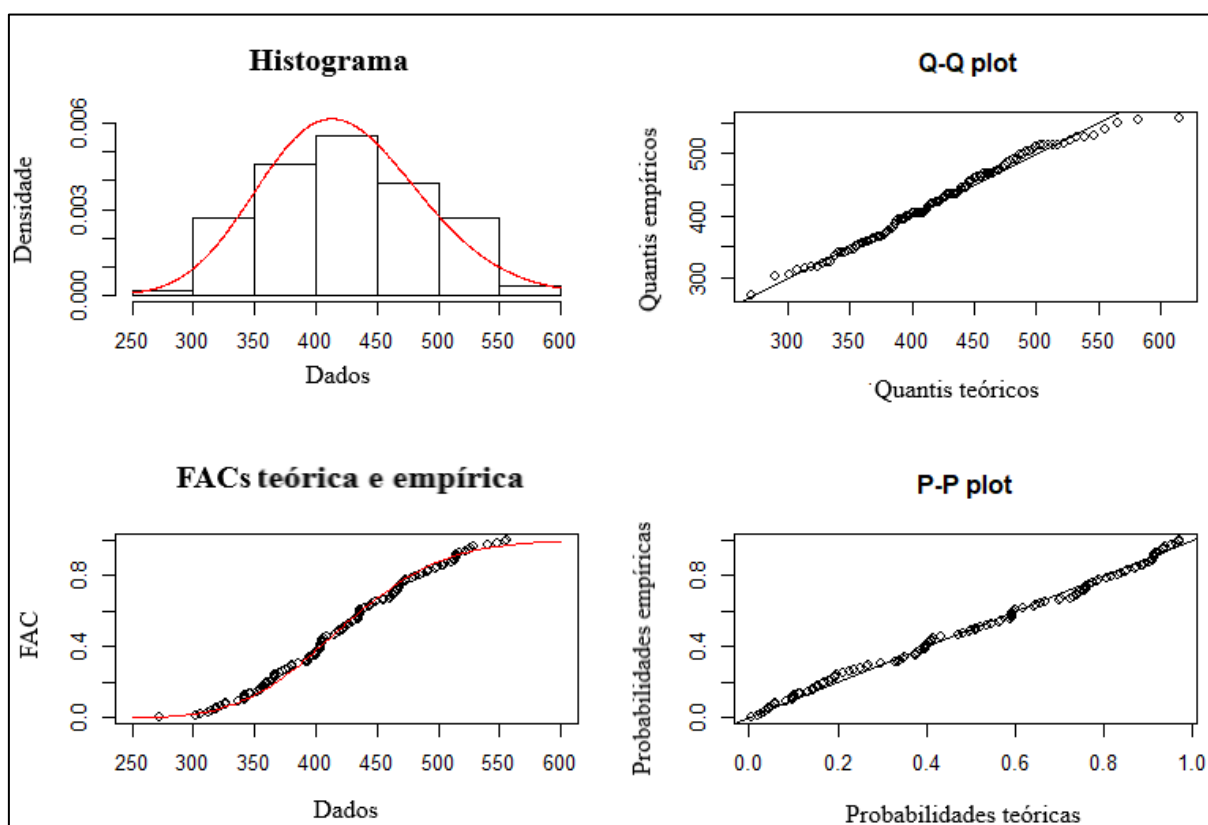 Histograma
Densidade
0.000 0.003 0.006
250 300 350 400 450 500 550 600
Dados
Q-Q plot
Quantis empíricos
300 400 500
300 350 400 450 500 550 600
Quantis teóricos
FACs teórica e empírica
FAC
0.0 0.4 0.8
250 300 350 400 450 500 550 600
Dados
P-P plot
Probabilidades empíricas
0.0 0.4 0.8
0.0 0.2 0.4 0.6 0.8 1.0
Probabilidades teóricas